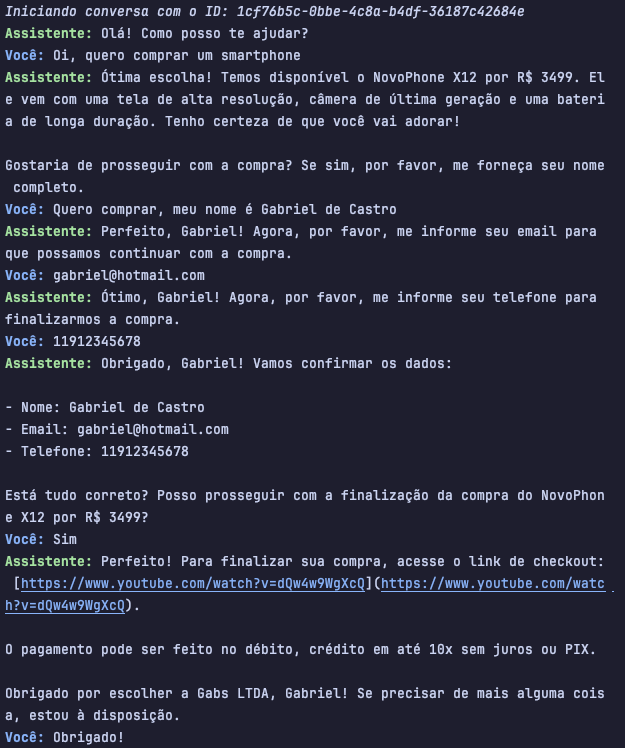 Iniciando conversa com o ID: 1cf76b5c-0bbe-4c8a-b4df-36187c42684e
Assistente: Olá! Como posso te ajudar?
Você: Oi, quero comprar um smartphone
Assistente: Ótima escolha! Temos disponível o NovoPhone X12 por R$ 3499. El
e vem com uma tela de alta resolução, câmera de última geração e uma bateri
a de longa duração. Tenho certeza de que você vai adorar!
Gostaria de prosseguir com a compra? Se sim, por favor, me forneça seu nome
completo.
Você: Quero comprar, meu nome é Gabriel de Castro
Assistente: Perfeito, Gabriel! Agora, por favor, me informe seu email para
que possamos continuar com a compra.
Você: gabriel@hotmail.com
Assistente: Ótimo, Gabriel! Agora, por favor, me informe seu telefone para
finalizarmos a compra.
Você: 11912345678
Assistente: Obrigado, Gabriel! Vamos confirmar os dados:
- Nome: Gabriel de Castro
- Email: gabriel@hotmail.com
- Telefone: 11912345678
Está tudo correto? Posso prosseguir com a finalização da compra do NovoPhon
e X12 por R$ 3499?
Você: Sim
Assistente: Perfeito! Para finalizar sua compra, acesse o link de checkout:
[https://www.youtube.com/watch?v=dQw4w9WgXcQ](https://www.youtube.com/watc
h?v=dQw4w9WgXcQ).
O pagamento pode ser feito no débito, crédito em até 10x sem juros ou PIX.
Obrigado por escolher a Gabs LTDA, Gabriel! Se precisar de mais alguma cois
a, estou à disposição.
Você: Obrigado!